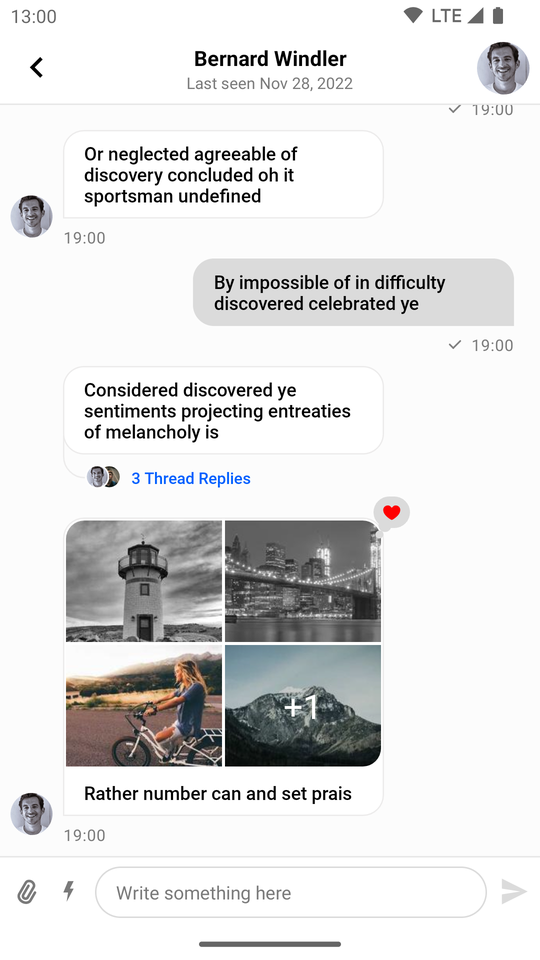 13:00
LTE
Bernard Windler
Last seen Nov 28, 2022
19:00
Or neglected agreeable of
discovery concluded oh it
sportsman undefined
19:00
By impossible of in difficulty
discovered celebrated ye
19:00
Considered discovered ye
sentiments projecting entreaties
of melancholy is
3 Thread Replies
+1
Rather number can and set prais
19:00
Write something here